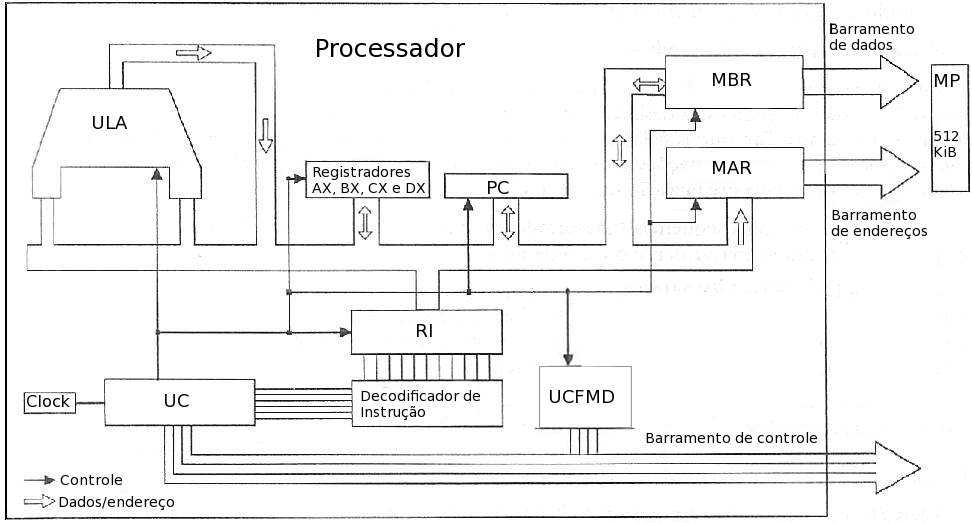 Processador
Barramento
de dados
MBR
MP
ULA
512
KiB
Registradores
AX, BX, CX e DX
PC
MAR
Barramento
de endereços
RI
Clock
UC
Decodificador de
Instrução
UCFMD
Barramento de controle
Controle
Dados/endereço